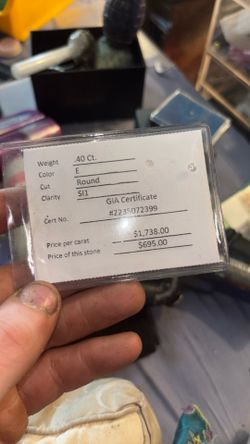 Weight .40 Ct.
Color E
Cut Round
Clarity SI1
GIA Certificate
Cert No. #2235072399
Price per carat $1,738.00
Price of this stone $695.00